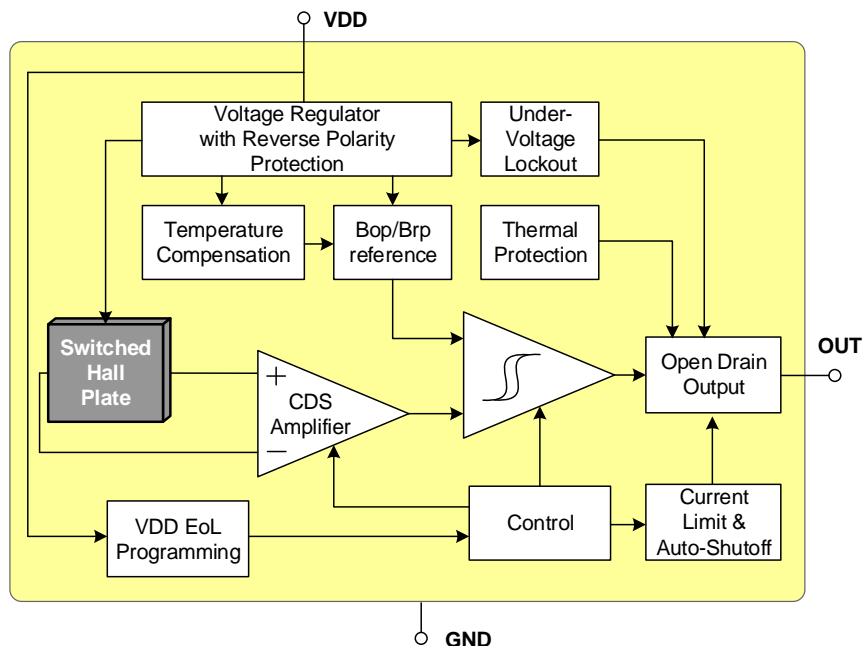 VDD
Voltage Regulator
with Reverse Polarity
Protection
Under-
Voltage
Lockout
Temperature
Compensation
Bop/Brp
reference
Thermal
Protection
Switched
Hall
Plate
+
CDS
Amplifier
−
Open Drain
Output
OUT
VDD EoL
Programming
Control
Current
Limit &
Auto-Shutoff
GND